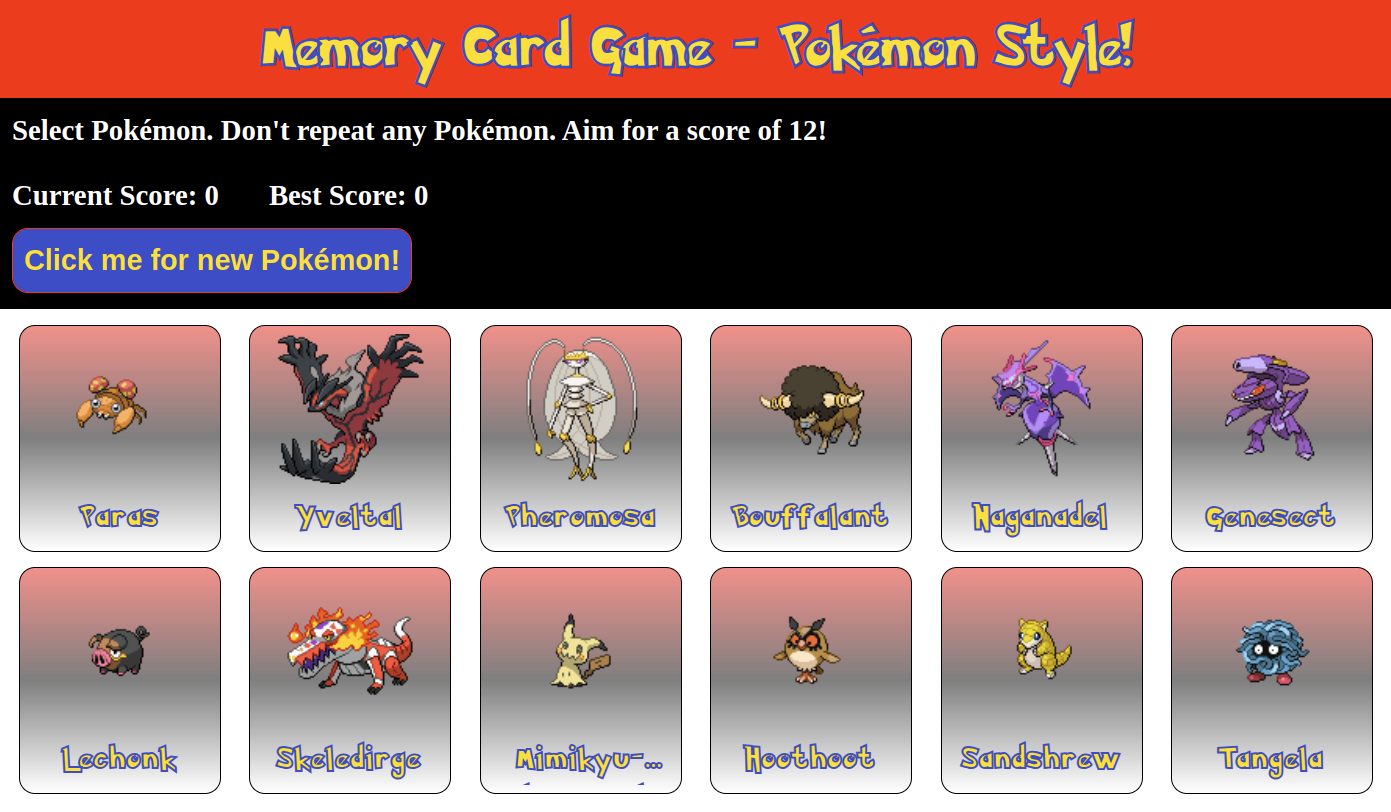 Memory Card Game - Pokémon Style!
Select Pokémon. Don't repeat any Pokémon. Aim for a score of 12!
Current Score: 0 Best Score: 0
Click me for new Pokémon!
Paras Yveltal Pheromosa Bouffalant Naganadel Genesect
Lechonk Skeledirge Mimikyu-... Hoothoot Sandshrew Tangela